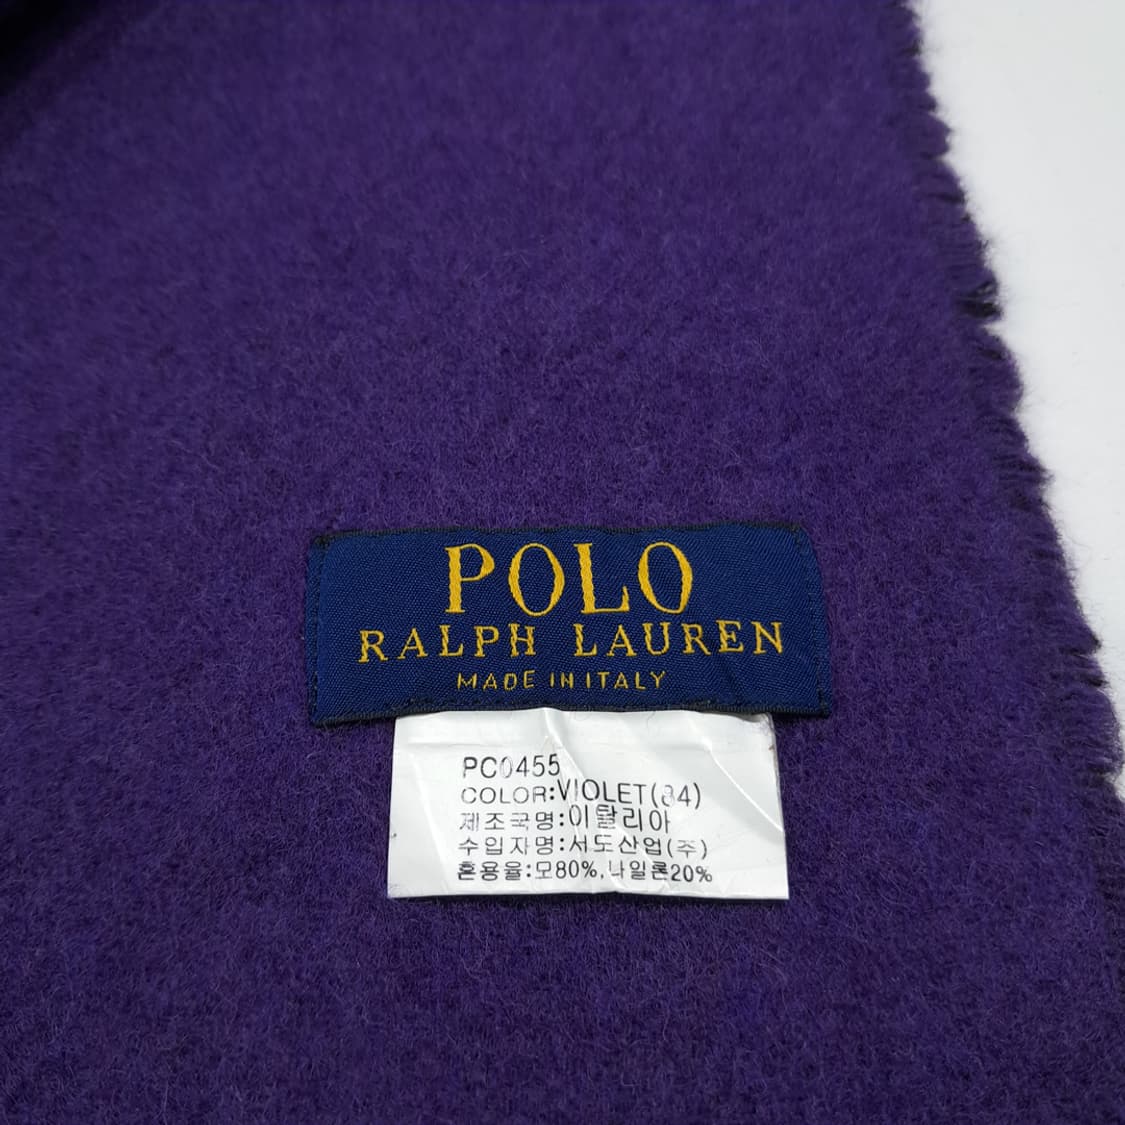 POLO
RALPH LAUREN
MADE IN ITALY
PC0455
COLOR:VIOLET(84)
제조국명:이탈리아
수입자명:서도산업(주)
혼용율:모80%,나일론20%